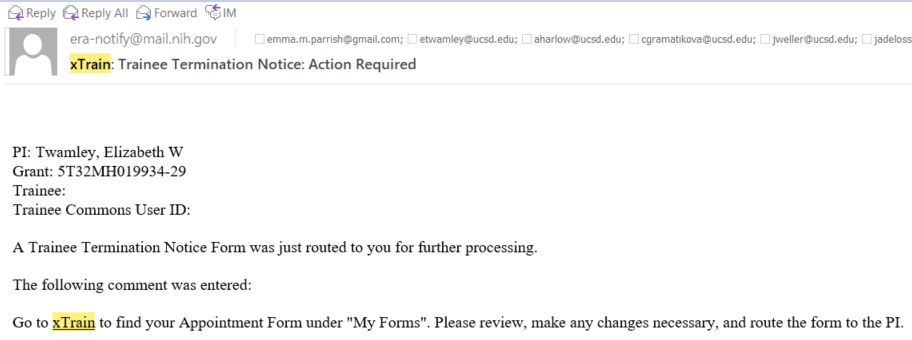 Reply Reply All Forward IM
era-notify@mail.nih.gov emma.m.parrish@gmail.com; etwamley@ucsd.edu; aharlow@ucsd.edu; cgramatikova@ucsd.edu; jweller@ucsd.edu; jadeloss
xTrain: Trainee Termination Notice: Action Required
PI: Twamley, Elizabeth W
Grant: 5T32MH019934-29
Trainee:
Trainee Commons User ID:
A Trainee Termination Notice Form was just routed to you for further processing.
The following comment was entered:
Go to xTrain to find your Appointment Form under "My Forms". Please review, make any changes necessary, and route the form to the PI.